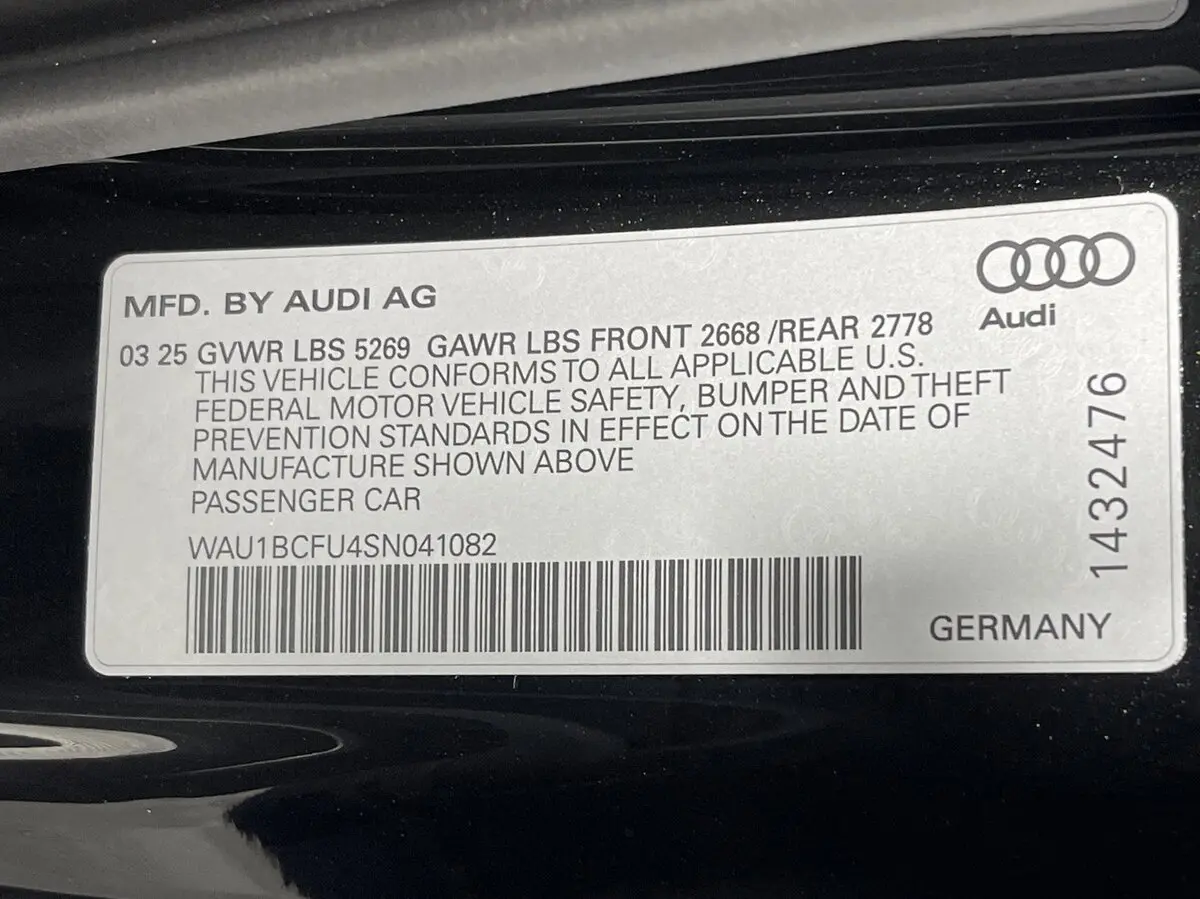 MFD. BY AUDI AG
Audi
03 25 GVWR LBS 5269 GAWR LBS FRONT 2668 /REAR 2778
THIS VEHICLE CONFORMS TO ALL APPLICABLE U.S.
FEDERAL MOTOR VEHICLE SAFETY, BUMPER AND THEFT
PREVENTION STANDARDS IN EFFECT ON THE DATE OF
MANUFACTURE SHOWN ABOVE
PASSENGER CAR
WAU1BCFU4SN041082
1432476
GERMANY